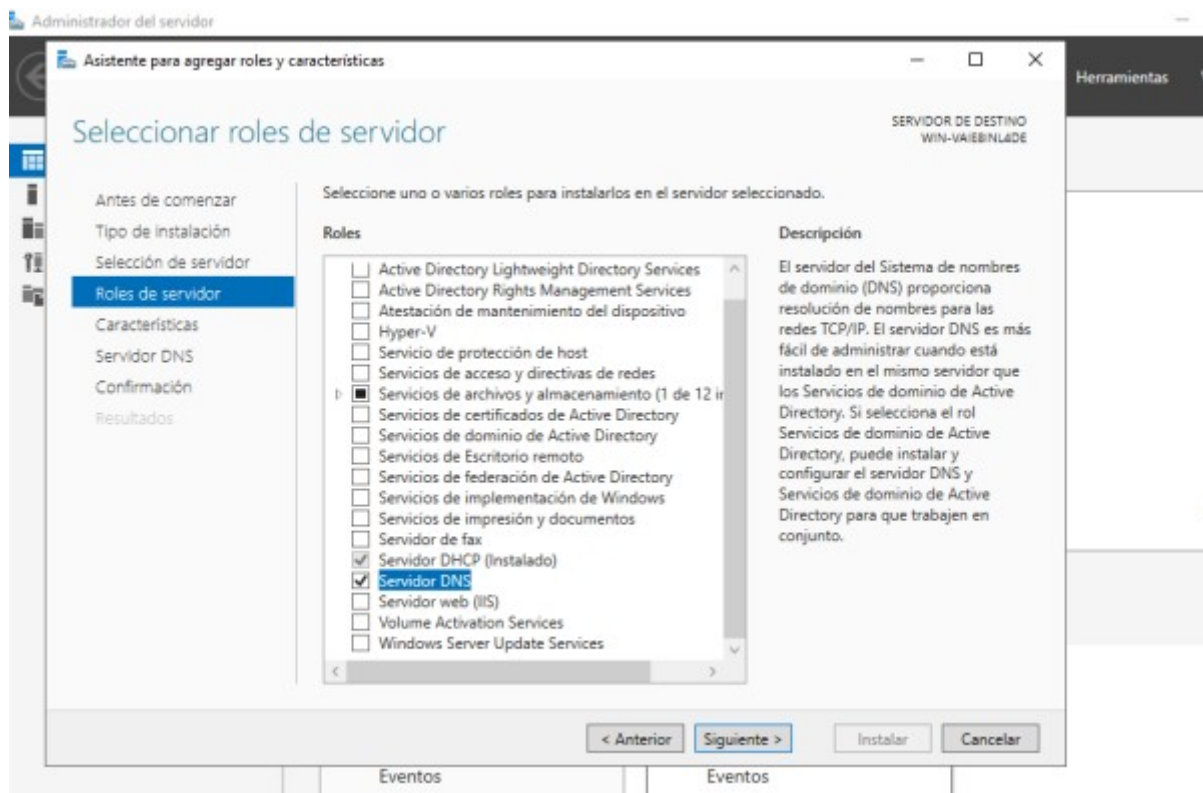 Administrador del servidor
Asistente para agregar roles y características
Herramientas
Seleccionar roles de servidor
SERVIDOR DE DESTINO
WIN-VAIE8INL4DE
Antes de comenzar
Tipo de instalación
Selección de servidor
Roles de servidor
Características
Servidor DNS
Confirmación
Resultados
Seleccione uno o varios roles para instalarlos en el servidor seleccionado.
Roles
Active Directory Lightweight Directory Services
Active Directory Rights Management Services
Atestación de mantenimiento del dispositivo
Hyper-V
Servicio de protección de host
Servicios de acceso y directivas de redes
Servicios de archivos y almacenamiento (1 de 12 ir
Servicios de certificados de Active Directory
Servicios de dominio de Active Directory
Servicios de Escritorio remoto
Servicios de federación de Active Directory
Servicios de implementación de Windows
Servicios de impresión y documentos
Servidor de fax
Servidor DHCP (Instalado)
Servidor DNS
Servidor web (IIS)
Volume Activation Services
Windows Server Update Services
Descripción
El servidor del Sistema de nombres
de dominio (DNS) proporciona
resolución de nombres para las
redes TCP/IP. El servidor DNS es más
fácil de administrar cuando está
instalado en el mismo servidor que
los Servicios de dominio de Active
Directory. Si selecciona el rol
Servicios de dominio de Active
Directory, puede instalar y
configurar el servidor DNS y
Servicios de dominio de Active
Directory para que trabajen en
conjunto.
< Anterior
Siguiente >
Instalar
Cancelar
Eventos
Eventos